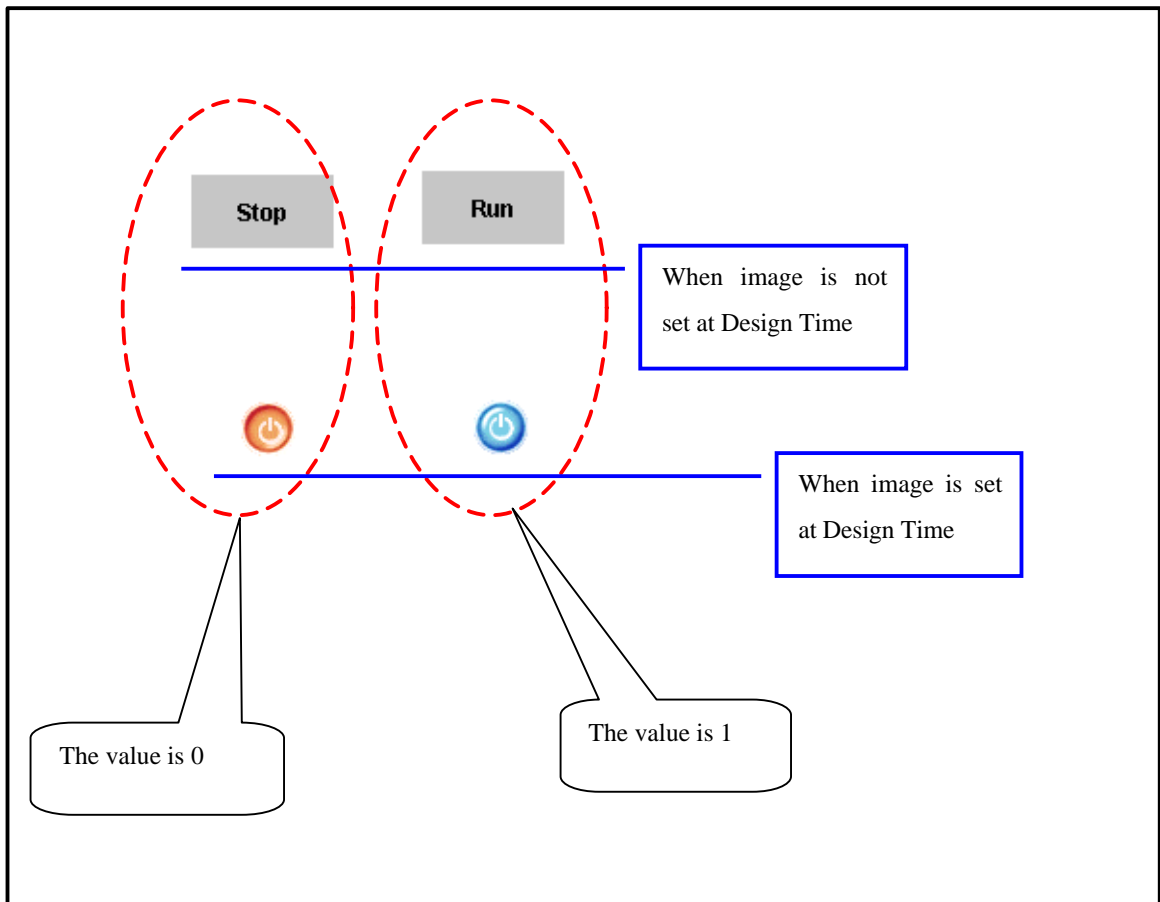 Stop
Run
When image is not
set at Design Time
When image is set
at Design Time
The value is 0
The value is 1